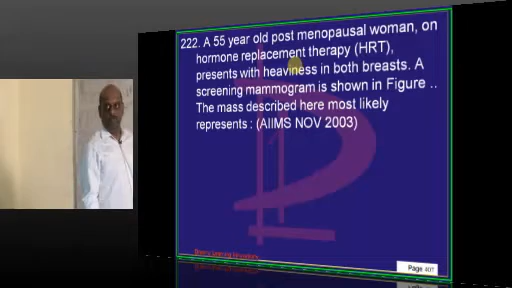 222. A 55 year old post menopausal woman, on
hormone replacement therapy (HRT),
presents with heaviness in both breasts. A
screening mammogram is shown in Figure ..
The mass described here most likely
represents : (AIIMS NOV 2003)
Page 407